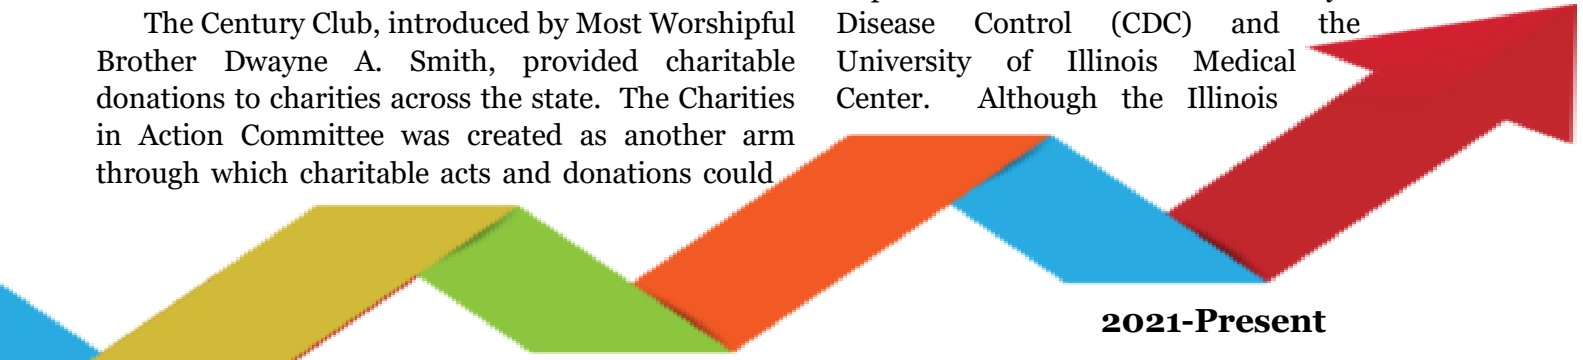 The Century Club, introduced by Most Worshipful
Brother Dwayne A. Smith, provided charitable
donations to charities across the state. The Charities
in Action Committee was created as another arm
through which charitable acts and donations could
Disease Control (CDC) and the
University of Illinois Medical
Center. Although the Illinois
2021-Present